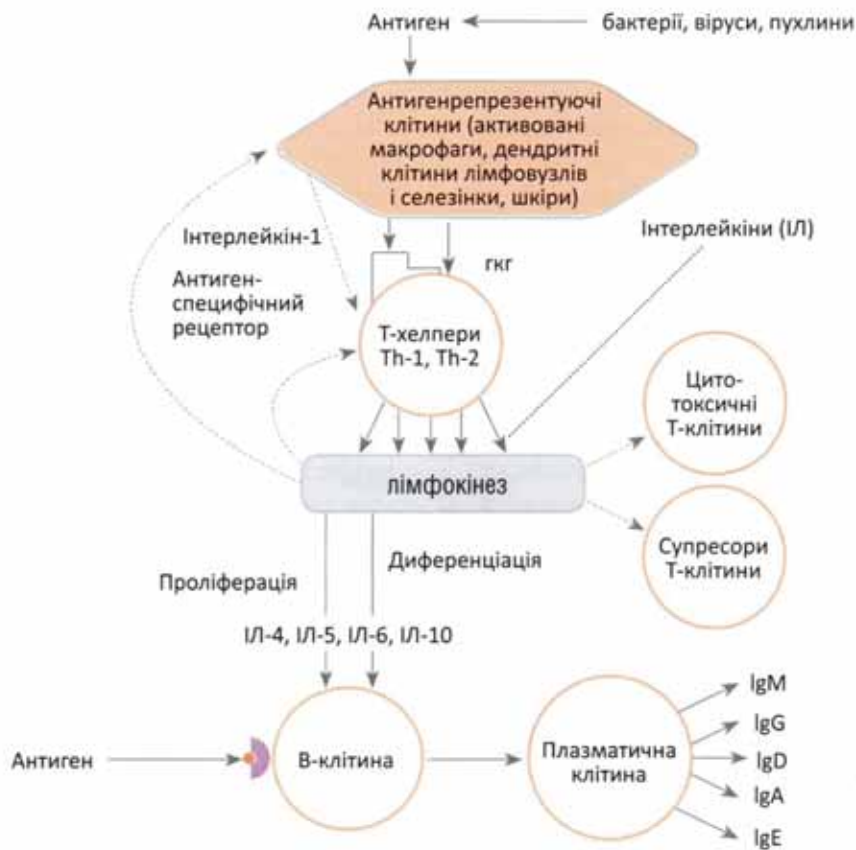 Антиген
бактерії, віруси, пухлини
Антигенрепрезентуючі
клітини (активовані
макрофаги, дендритні
клітини лімфовузлів
і селезінки, шкіри)
Інтерлейкін-1
Інтерлейкіни (ІЛ)
гкг
Антиген-
специфічний
рецептор
Т-хелпери
Th-1, Th-2
Цито-
токсичні
Т-клітини
лімфокінез
Супресори
Т-клітини
Диференціація
Проліферація
ІЛ-4, ІЛ-5, ІЛ-6, ІЛ-10
Антиген
В-клітина
Плазматична
клітина
IgM
IgG
IgD
IgA
IgE